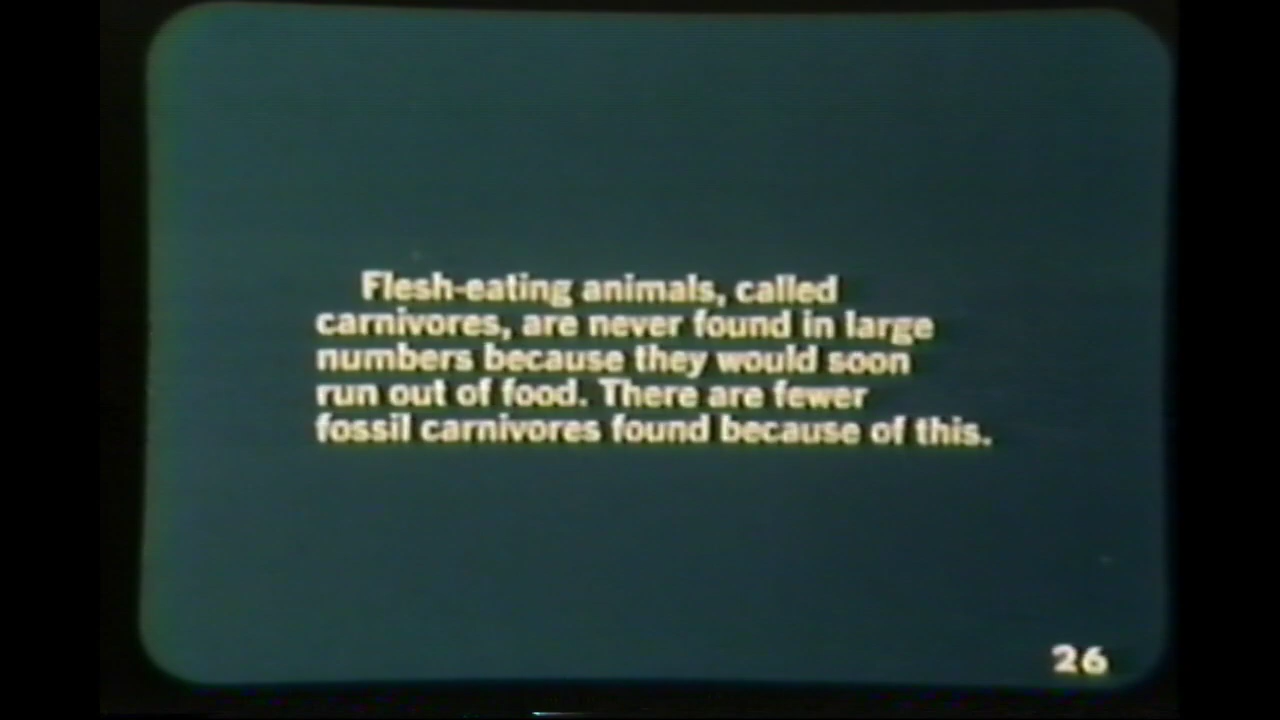 Flesh-eating animals, called
carnivores, are never found in large
numbers because they would soon
run out of food. There are fewer
fossil carnivores found because of this.
26